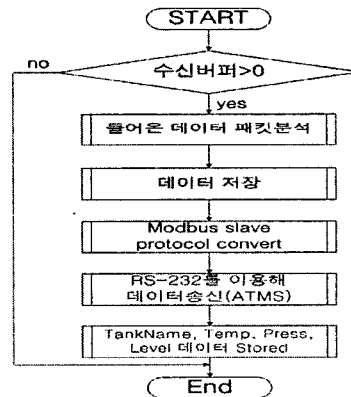 START
no
수신버퍼>0
yes
들어온 데이터 패킷분석
데이터 저장
Modbus slave
protocol convert
RS-232를 이용해
데이터송신(ATMS)
TankName, Temp, Press,
Level 데이터 Stored
End